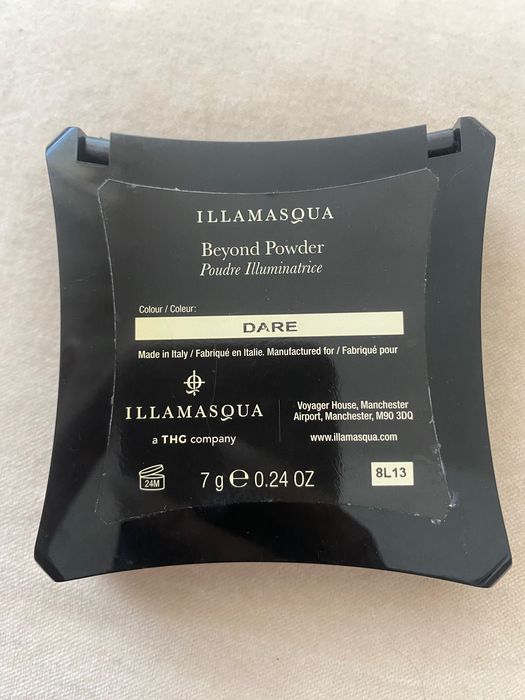 ILLAMASQUA
Beyond Powder
Poudre Illuminatrice
Colour / Coleur:
DARE
Made in Italy / Fabriqué en Italie. Manufactured for / Fabriqué pour
ILLAMASQUA
a THG company
Voyager House, Manchester
Airport, Manchester, M90 3DQ
www.illamasqua.com
24M
7 g ℮ 0.24 OZ
8L13